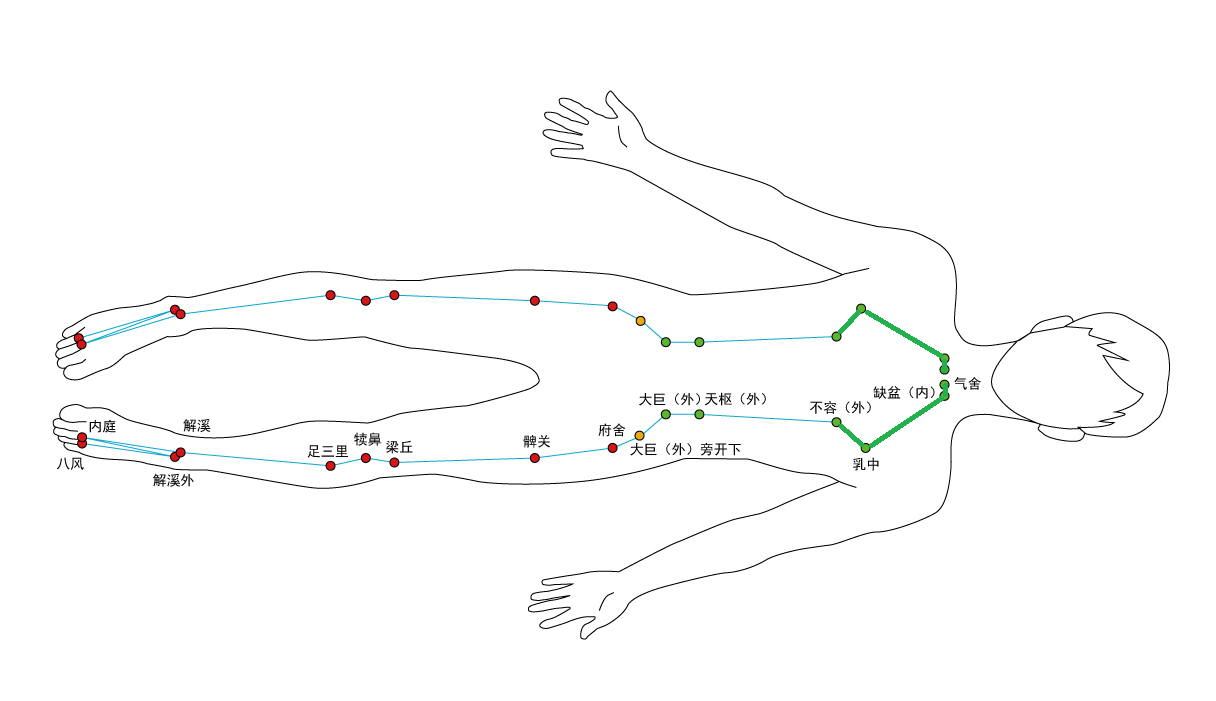 气舍
缺盆（内）
大巨（外）
天枢（外）
不容（外）
内庭
解溪
府舍
髀关
犊鼻
梁丘
足三里
大巨（外）旁开下
八风
乳中
解溪外